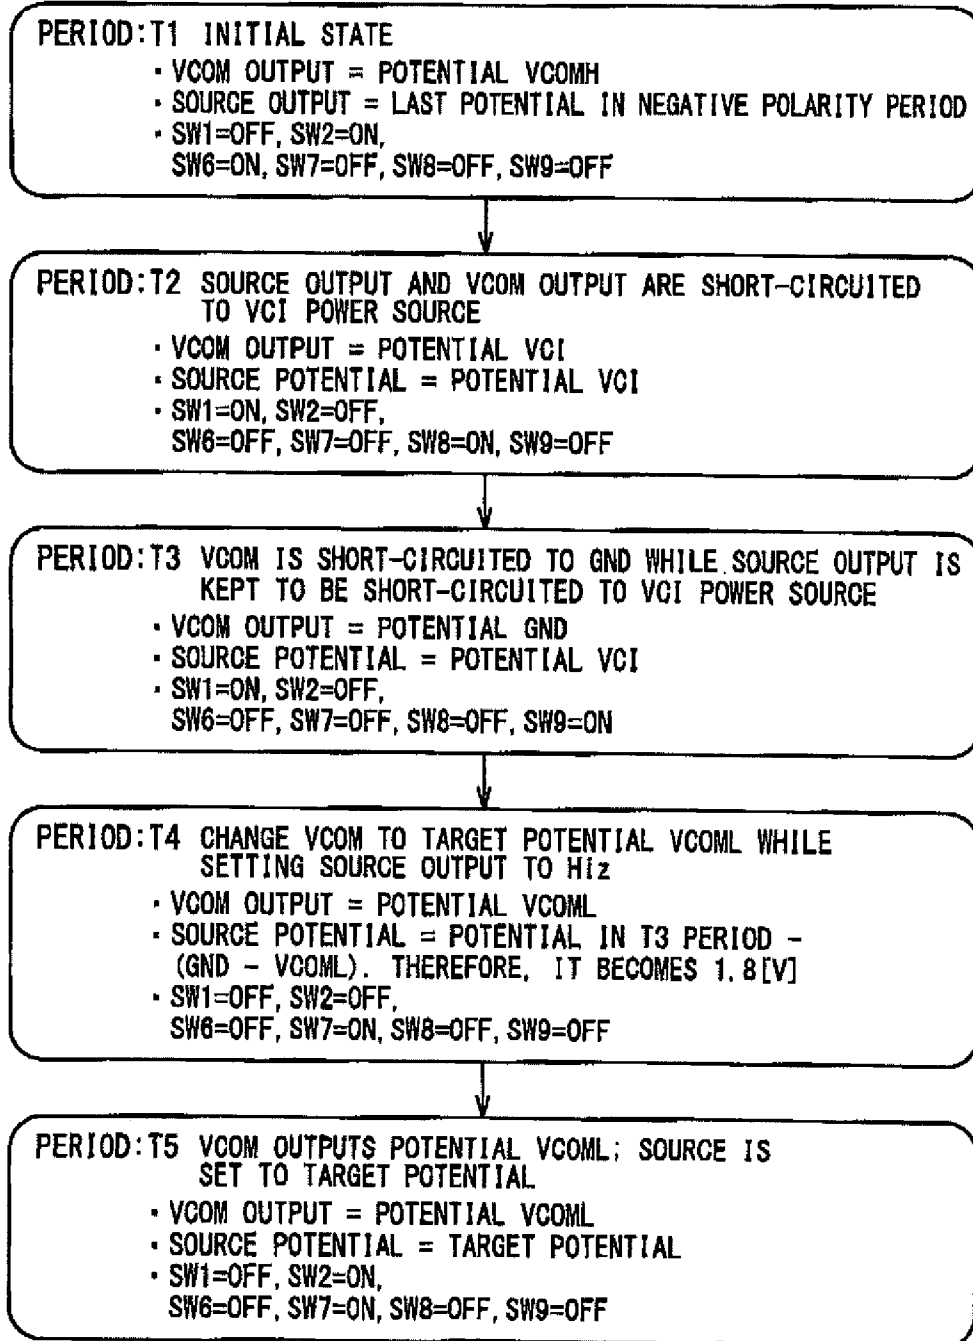 PERIOD:T1 INITIAL STATE
· VCOM OUTPUT = POTENTIAL VCOMH
· SOURCE OUTPUT = LAST POTENTIAL IN NEGATIVE POLARITY PERIOD
· SW1=OFF, SW2=ON,
SW6=ON, SW7=OFF, SW8=OFF, SW9=OFF
PERIOD:T2 SOURCE OUTPUT AND VCOM OUTPUT ARE SHORT-CIRCUITED
TO VCI POWER SOURCE
· VCOM OUTPUT = POTENTIAL VCI
· SOURCE POTENTIAL = POTENTIAL VCI
· SW1=ON, SW2=OFF,
SW6=OFF, SW7=OFF, SW8=ON, SW9=OFF
PERIOD:T3 VCOM IS SHORT-CIRCUITED TO GND WHILE SOURCE OUTPUT IS
KEPT TO BE SHORT-CIRCUITED TO VCI POWER SOURCE
· VCOM OUTPUT = POTENTIAL GND
· SOURCE POTENTIAL = POTENTIAL VCI
· SW1=ON, SW2=OFF,
SW6=OFF, SW7=OFF, SW8=OFF, SW9=ON
PERIOD:T4 CHANGE VCOM TO TARGET POTENTIAL VCOML WHILE
SETTING SOURCE OUTPUT TO Hiz
· VCOM OUTPUT = POTENTIAL VCOML
· SOURCE POTENTIAL = POTENTIAL IN T3 PERIOD -
(GND - VCOML). THEREFORE, IT BECOMES 1.8[V]
· SW1=OFF, SW2=OFF,
SW6=OFF, SW7=ON, SW8=OFF, SW9=OFF
PERIOD:T5 VCOM OUTPUTS POTENTIAL VCOML; SOURCE IS
SET TO TARGET POTENTIAL
· VCOM OUTPUT = POTENTIAL VCOML
· SOURCE POTENTIAL = TARGET POTENTIAL
· SW1=OFF, SW2=ON,
SW6=OFF, SW7=ON, SW8=OFF, SW9=OFF